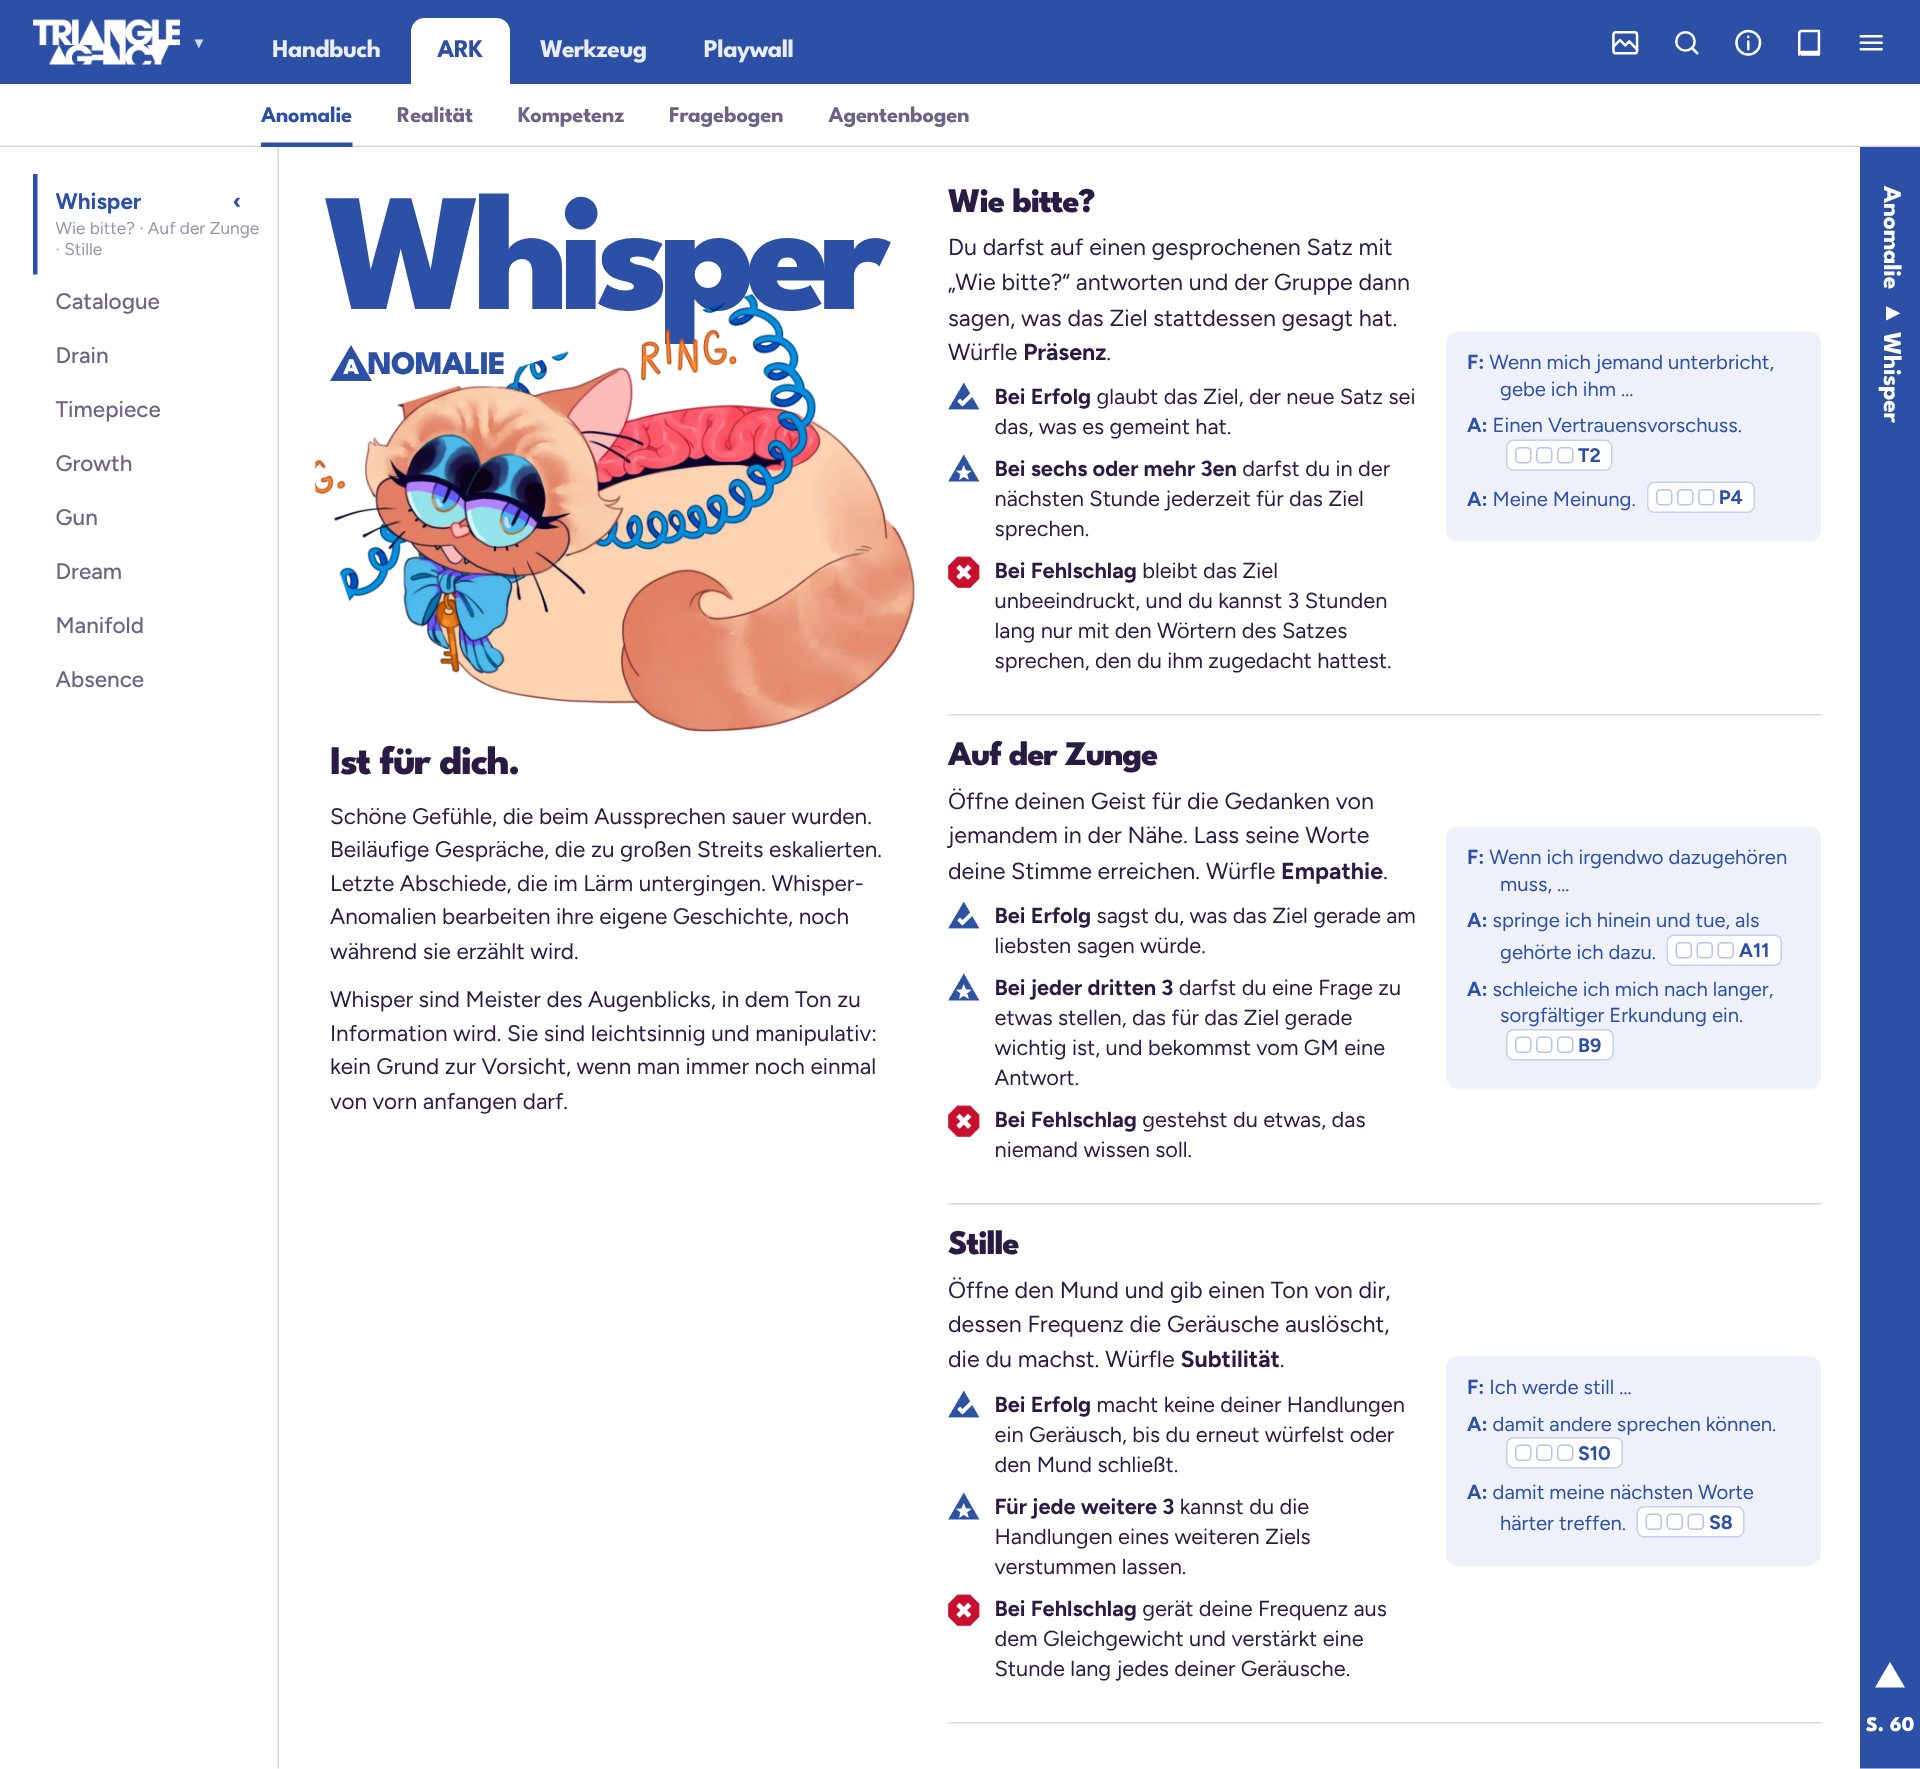 TRIANGLE AGENCY
Handbuch ARK Werkzeug Playwall
Anomalie Realität Kompetenz Fragebogen Agentenbogen
Whisper
Wie bitte? · Auf der Zunge
· Stille
Catalogue
Drain
Timepiece
Growth
Gun
Dream
Manifold
Absence
Whisper
ANOMALIE
RING.
G.
Ist für dich.
Schöne Gefühle, die beim Aussprechen sauer wurden.
Beiläufige Gespräche, die zu großen Streits eskalierten.
Letzte Abschiede, die im Lärm untergingen. Whisper-
Anomalien bearbeiten ihre eigene Geschichte, noch
während sie erzählt wird.
Whisper sind Meister des Augenblicks, in dem Ton zu
Information wird. Sie sind leichtsinnig und manipulativ:
kein Grund zur Vorsicht, wenn man immer noch einmal
von vorn anfangen darf.
Wie bitte?
Du darfst auf einen gesprochenen Satz mit
„Wie bitte?“ antworten und der Gruppe dann
sagen, was das Ziel stattdessen gesagt hat.
Würfle Präsenz.
Bei Erfolg glaubt das Ziel, der neue Satz sei
das, was es gemeint hat.
Bei sechs oder mehr 3en darfst du in der
nächsten Stunde jederzeit für das Ziel
sprechen.
Bei Fehlschlag bleibt das Ziel
unbeeindruckt, und du kannst 3 Stunden
lang nur mit den Wörtern des Satzes
sprechen, den du ihm zugedacht hattest.
F: Wenn mich jemand unterbricht,
gebe ich ihm ...
A: Einen Vertrauensvorschuss.
T2
A: Meine Meinung. P4
Auf der Zunge
Öffne deinen Geist für die Gedanken von
jemandem in der Nähe. Lass seine Worte
deine Stimme erreichen. Würfle Empathie.
Bei Erfolg sagst du, was das Ziel gerade am
liebsten sagen würde.
Bei jeder dritten 3 darfst du eine Frage zu
etwas stellen, das für das Ziel gerade
wichtig ist, und bekommst vom GM eine
Antwort.
Bei Fehlschlag gestehst du etwas, das
niemand wissen soll.
F: Wenn ich irgendwo dazugehören
muss, ...
A: springe ich hinein und tue, als
gehörte ich dazu. A11
A: schleiche ich mich nach langer,
sorgfältiger Erkundung ein.
B9
Stille
Öffne den Mund und gib einen Ton von dir,
dessen Frequenz die Geräusche auslöscht,
die du machst. Würfle Subtilität.
Bei Erfolg macht keine deiner Handlungen
ein Geräusch, bis du erneut würfelst oder
den Mund schließt.
Für jede weitere 3 kannst du die
Handlungen eines weiteren Ziels
verstummen lassen.
Bei Fehlschlag gerät deine Frequenz aus
dem Gleichgewicht und verstärkt eine
Stunde lang jedes deiner Geräusche.
F: Ich werde still ...
A: damit andere sprechen können.
S10
A: damit meine nächsten Worte
härter treffen. S8
Anomalie ▲ Whisper
S. 60